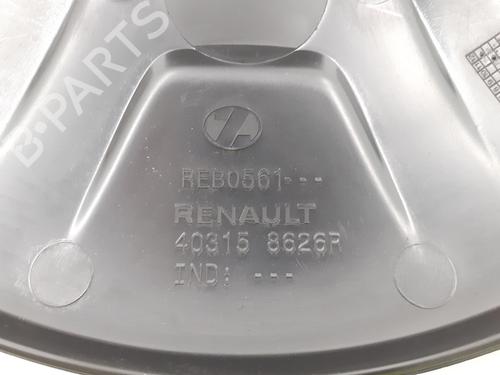 B-PARTS
REB0561---
RENAULT
40315 8626R
IND: ---